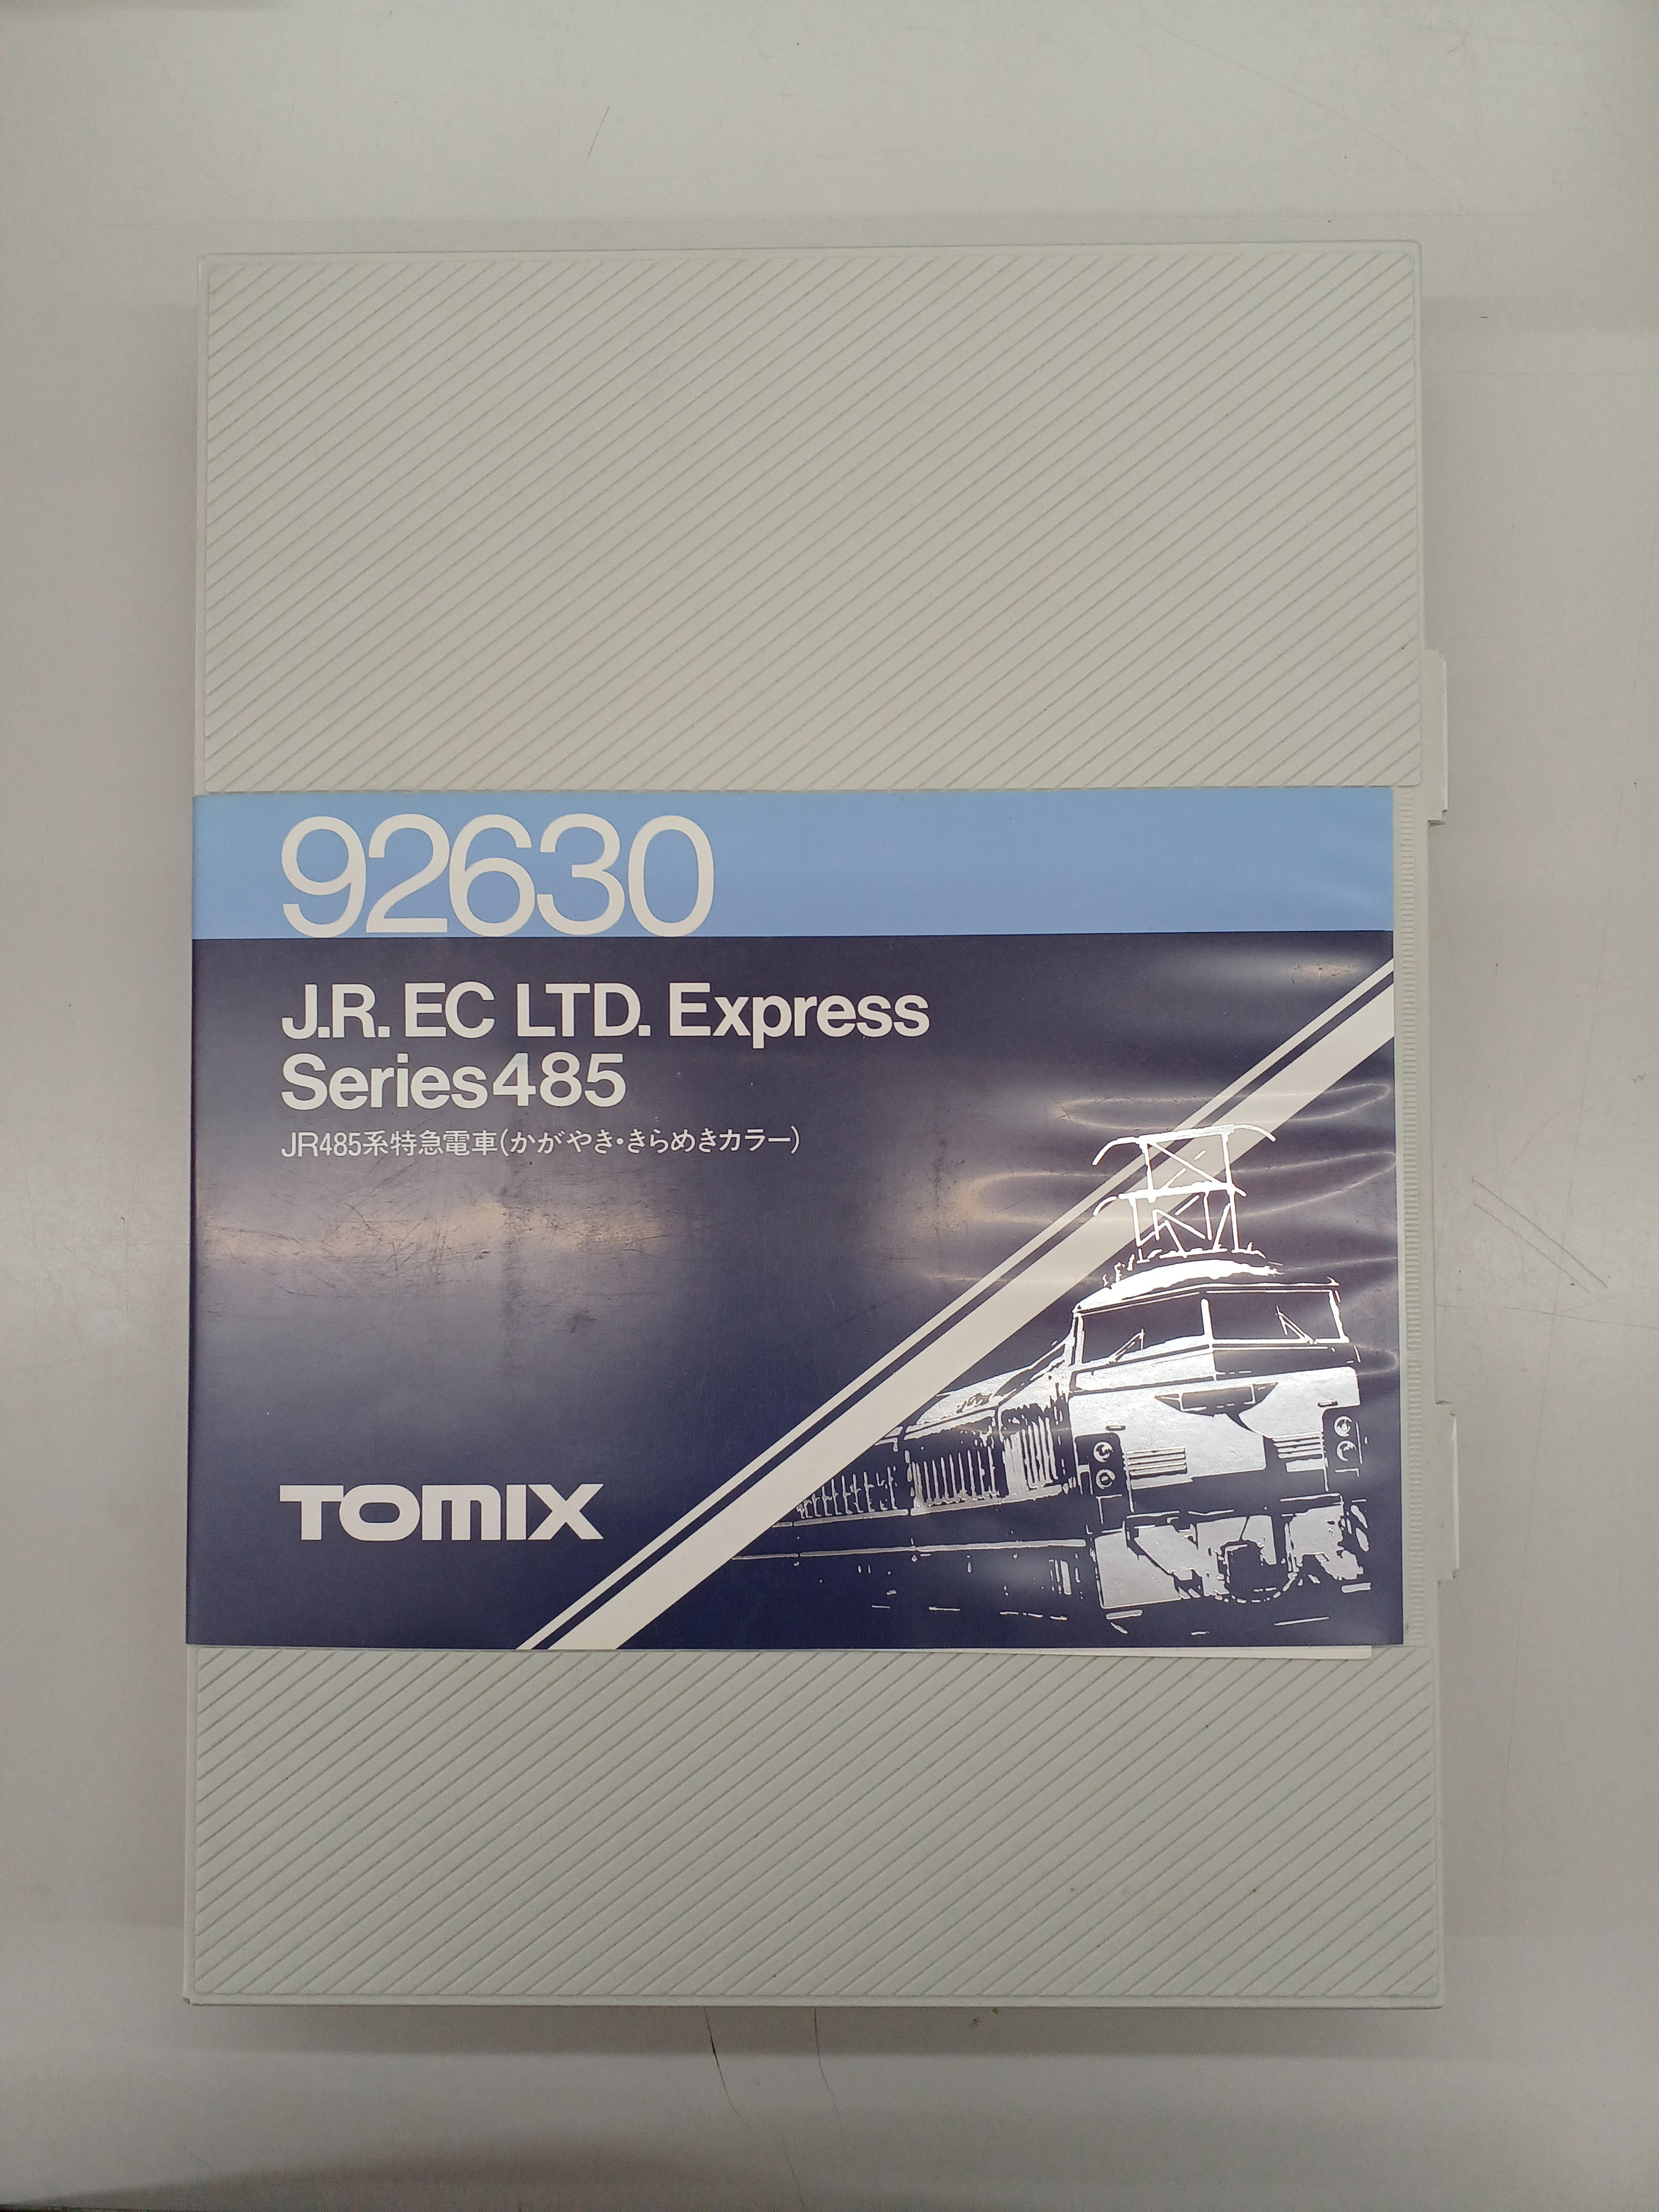 92630
J.R. EC LTD. Express
Series485
JR485系特急電車(かがやき・きらめきカラー)
TOMIX